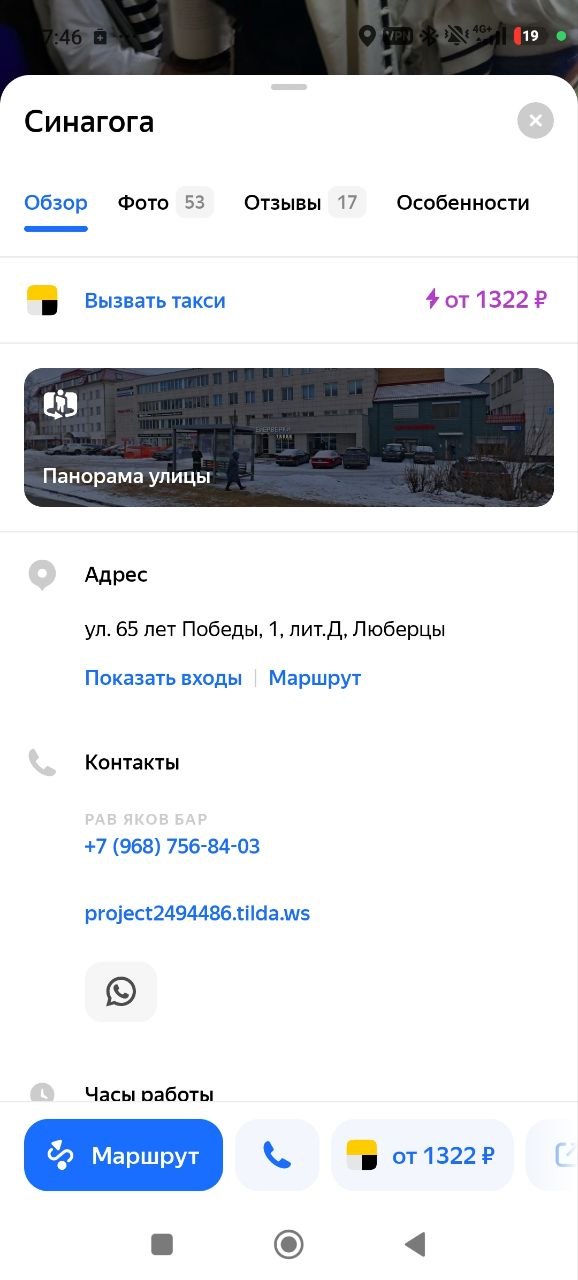 7:46
VPN
4G+
19
Синагога
Обзор
Фото 53
Отзывы 17
Особенности
Вызвать такси
от 1322 ₽
Панорама улицы
Адрес
ул. 65 лет Победы, 1, лит.Д, Люберцы
Показать входы | Маршрут
Контакты
РАВ ЯКОВ БАР
+7 (968) 756-84-03
project2494486.tilda.ws
Часы работы
Маршрут
от 1322 ₽